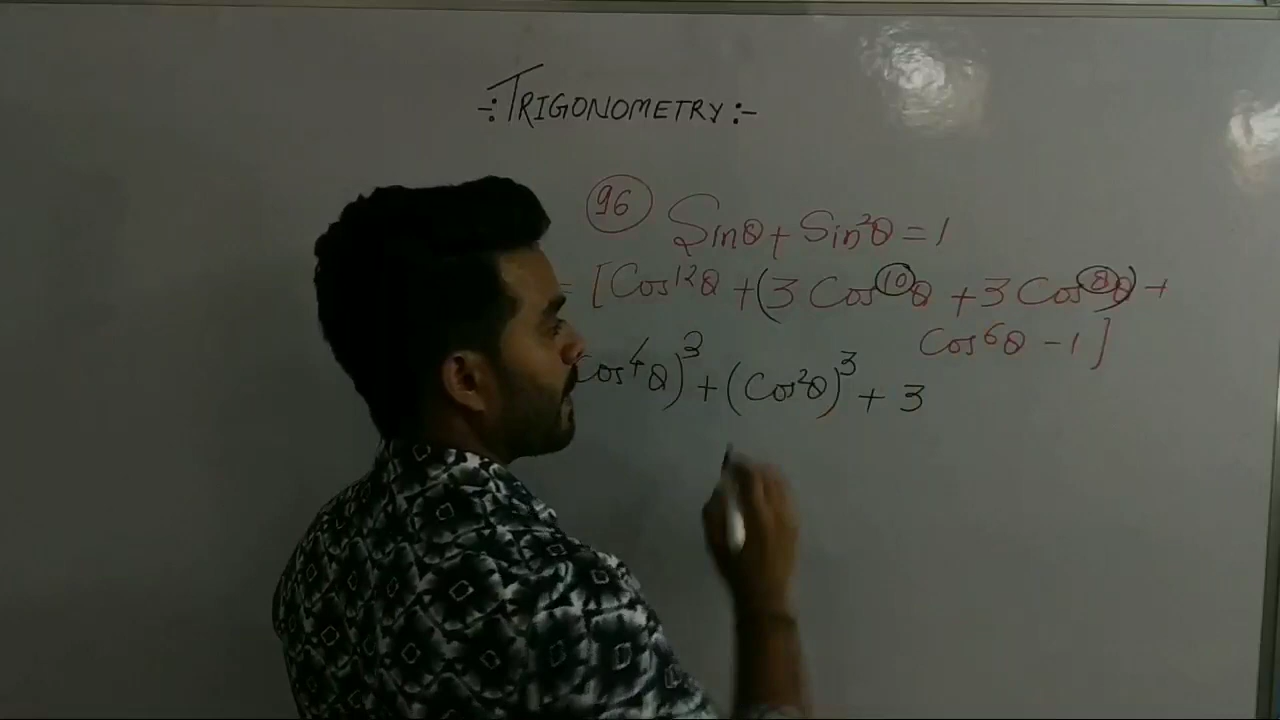 -: TRIGONOMETRY :-
96 Sinθ + Sin²θ = 1
= [Cos¹²θ + (3 Cos¹⁰θ + 3 Cos⁸θ) +
Cos⁶θ - 1]
Cos⁴θ)³ + (Cos²θ)³ + 3